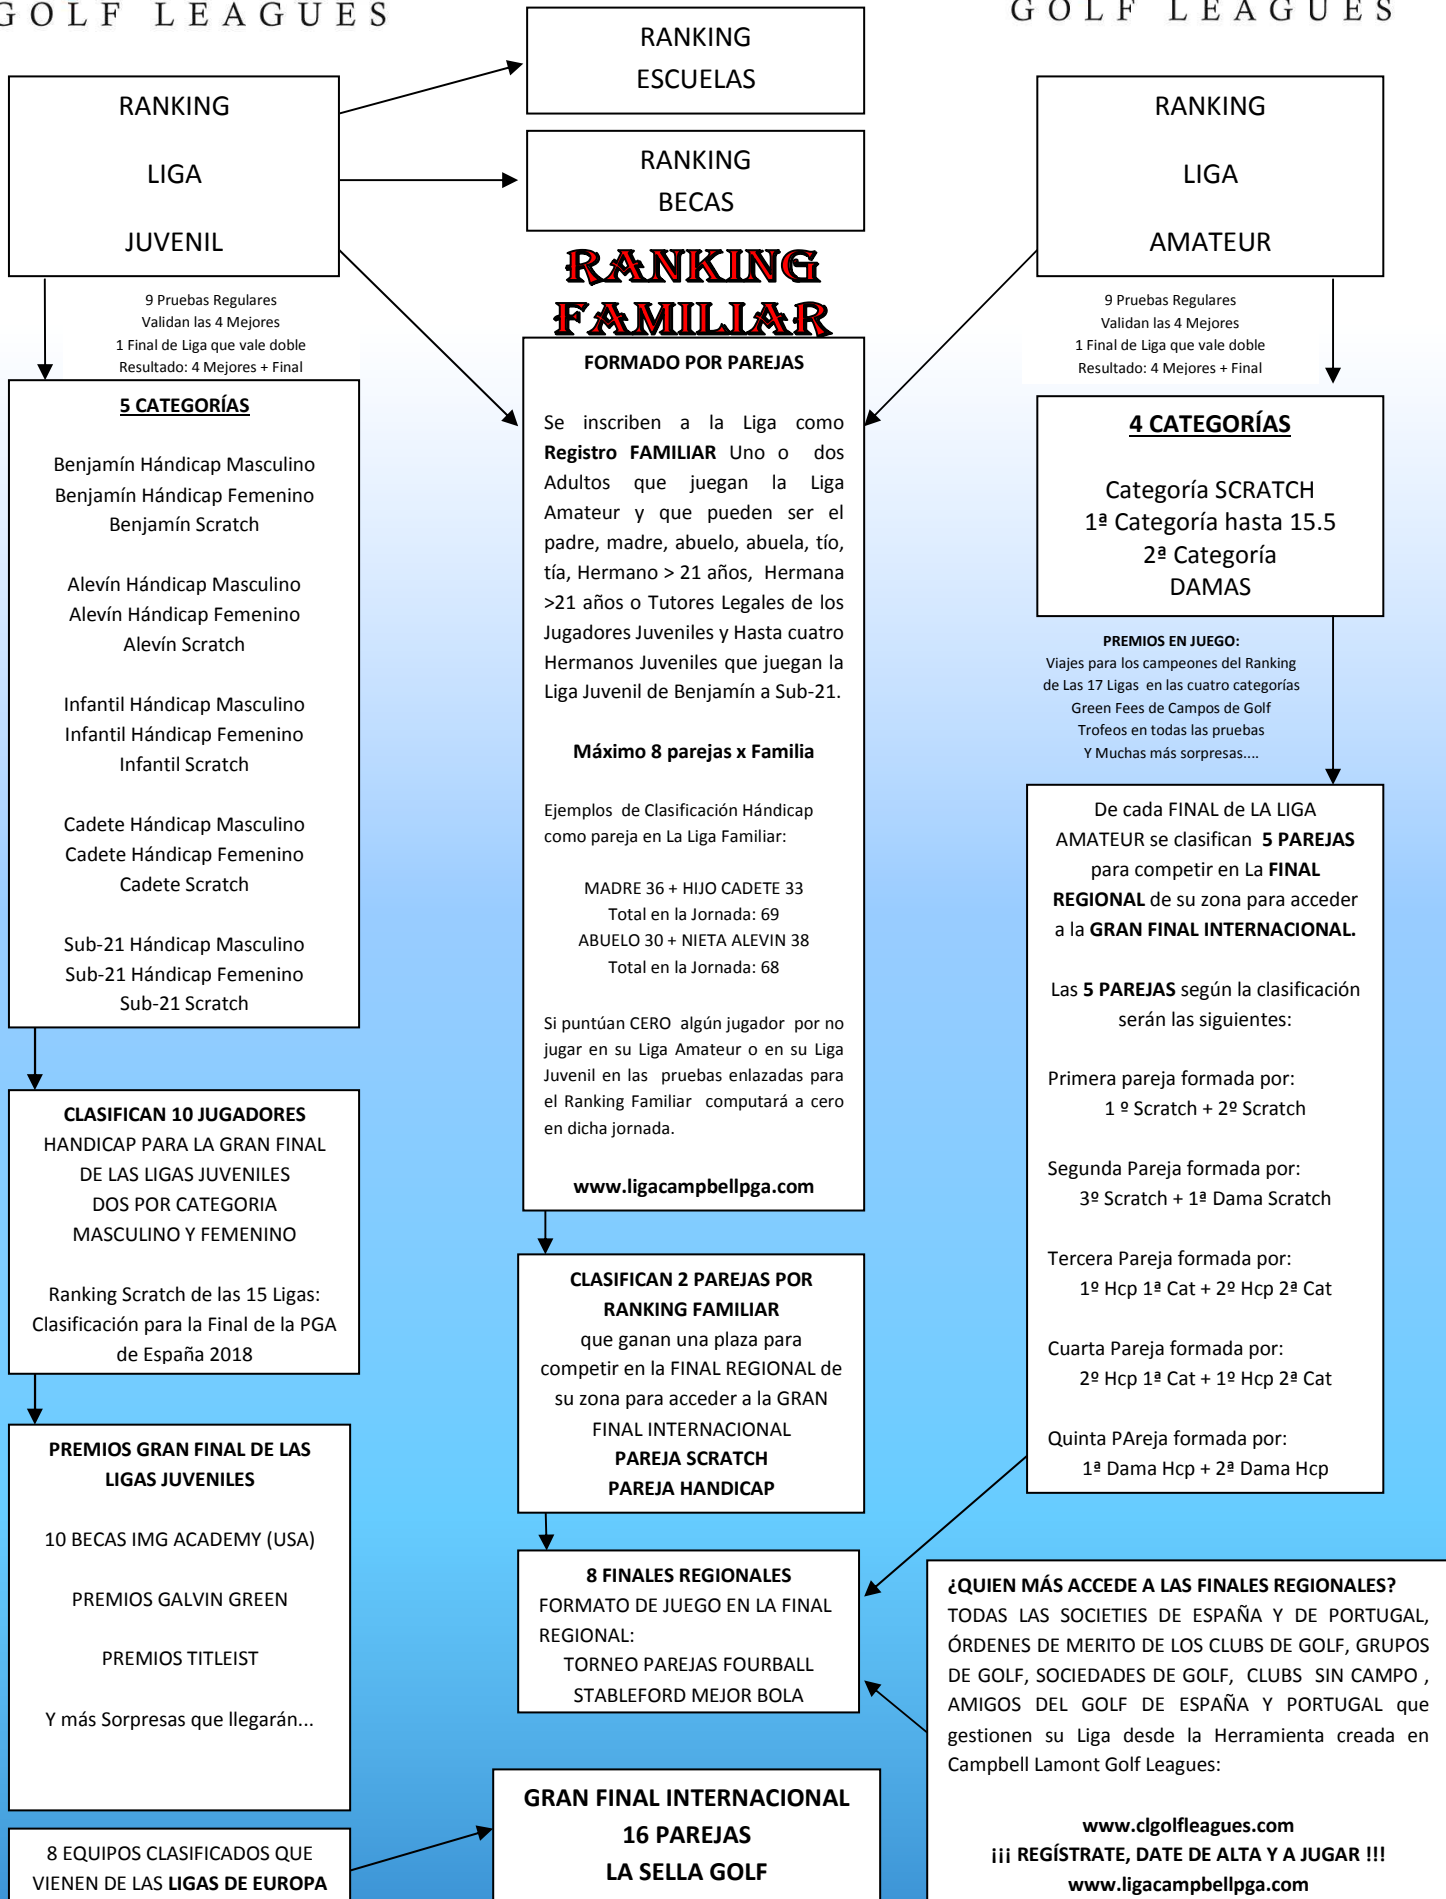 GOLF LEAGUES
GOLF LEAGUES
RANKING
ESCUELAS
RANKING
LIGA
JUVENIL
RANKING
BECAS
RANKING
LIGA
AMATEUR
RANKING
FAMILIAR
9 Pruebas Regulares
Validan las 4 Mejores
1 Final de Liga que vale doble
Resultado: 4 Mejores + Final
5 CATEGORÍAS
Benjamín Hándicap Masculino
Benjamín Hándicap Femenino
Benjamín Scratch
Alevín Hándicap Masculino
Alevín Hándicap Femenino
Alevín Scratch
Infantil Hándicap Masculino
Infantil Hándicap Femenino
Infantil Scratch
Cadete Hándicap Masculino
Cadete Hándicap Femenino
Cadete Scratch
Sub-21 Hándicap Masculino
Sub-21 Hándicap Femenino
Sub-21 Scratch
CLASIFICAN 10 JUGADORES
HANDICAP PARA LA GRAN FINAL
DE LAS LIGAS JUVENILES
DOS POR CATEGORIA
MASCULINO Y FEMENINO
Ranking Scratch de las 15 Ligas:
Clasificación para la Final de la PGA
de España 2018
PREMIOS GRAN FINAL DE LAS
LIGAS JUVENILES
10 BECAS IMG ACADEMY (USA)
PREMIOS GALVIN GREEN
PREMIOS TITLEIST
Y más Sorpresas que llegarán...
8 EQUIPOS CLASIFICADOS QUE
VIENEN DE LAS LIGAS DE EUROPA
FORMADO POR PAREJAS
Se inscriben a la Liga como
Registro FAMILIAR Uno o dos
Adultos que juegan la Liga
Amateur y que pueden ser el
padre, madre, abuelo, abuela, tío,
tía, Hermano > 21 años, Hermana
>21 años o Tutores Legales de los
Jugadores Juveniles y Hasta cuatro
Hermanos Juveniles que juegan la
Liga Juvenil de Benjamín a Sub-21.
Máximo 8 parejas x Familia
Ejemplos de Clasificación Hándicap
como pareja en La Liga Familiar:
MADRE 36 + HIJO CADETE 33
Total en la Jornada: 69
ABUELO 30 + NIETA ALEVIN 38
Total en la Jornada: 68
Si puntúan CERO algún jugador por no
jugar en su Liga Amateur o en su Liga
Juvenil en las pruebas enlazadas para
el Ranking Familiar computará a cero
en dicha jornada.
www.ligacampbellpga.com
CLASIFICAN 2 PAREJAS POR
RANKING FAMILIAR
que ganan una plaza para
competir en la FINAL REGIONAL de
su zona para acceder a la GRAN
FINAL INTERNACIONAL
PAREJA SCRATCH
PAREJA HANDICAP
8 FINALES REGIONALES
FORMATO DE JUEGO EN LA FINAL
REGIONAL:
TORNEO PAREJAS FOURBALL
STABLEFORD MEJOR BOLA
GRAN FINAL INTERNACIONAL
16 PAREJAS
LA SELLA GOLF
9 Pruebas Regulares
Validan las 4 Mejores
1 Final de Liga que vale doble
Resultado: 4 Mejores + Final
4 CATEGORÍAS
Categoría SCRATCH
1ª Categoría hasta 15.5
2ª Categoría
DAMAS
PREMIOS EN JUEGO:
Viajes para los campeones del Ranking
de Las 17 Ligas en las cuatro categorías
Green Fees de Campos de Golf
Trofeos en todas las pruebas
Y Muchas más sorpresas....
De cada FINAL de LA LIGA
AMATEUR se clasifican 5 PAREJAS
para competir en La FINAL
REGIONAL de su zona para acceder
a la GRAN FINAL INTERNACIONAL.
Las 5 PAREJAS según la clasificación
serán las siguientes:
Primera pareja formada por:
1 º Scratch + 2º Scratch
Segunda Pareja formada por:
3º Scratch + 1ª Dama Scratch
Tercera Pareja formada por:
1º Hcp 1ª Cat + 2º Hcp 2ª Cat
Cuarta Pareja formada por:
2º Hcp 1ª Cat + 1º Hcp 2ª Cat
Quinta PAreja formada por:
1ª Dama Hcp + 2ª Dama Hcp
¿QUIEN MÁS ACCEDE A LAS FINALES REGIONALES?
TODAS LAS SOCIETIES DE ESPAÑA Y DE PORTUGAL,
ÓRDENES DE MERITO DE LOS CLUBS DE GOLF, GRUPOS
DE GOLF, SOCIEDADES DE GOLF, CLUBS SIN CAMPO ,
AMIGOS DEL GOLF DE ESPAÑA Y PORTUGAL que
gestionen su Liga desde la Herramienta creada en
Campbell Lamont Golf Leagues:
www.clgolfleagues.com
¡¡¡ REGÍSTRATE, DATE DE ALTA Y A JUGAR !!!
www.ligacampbellpga.com